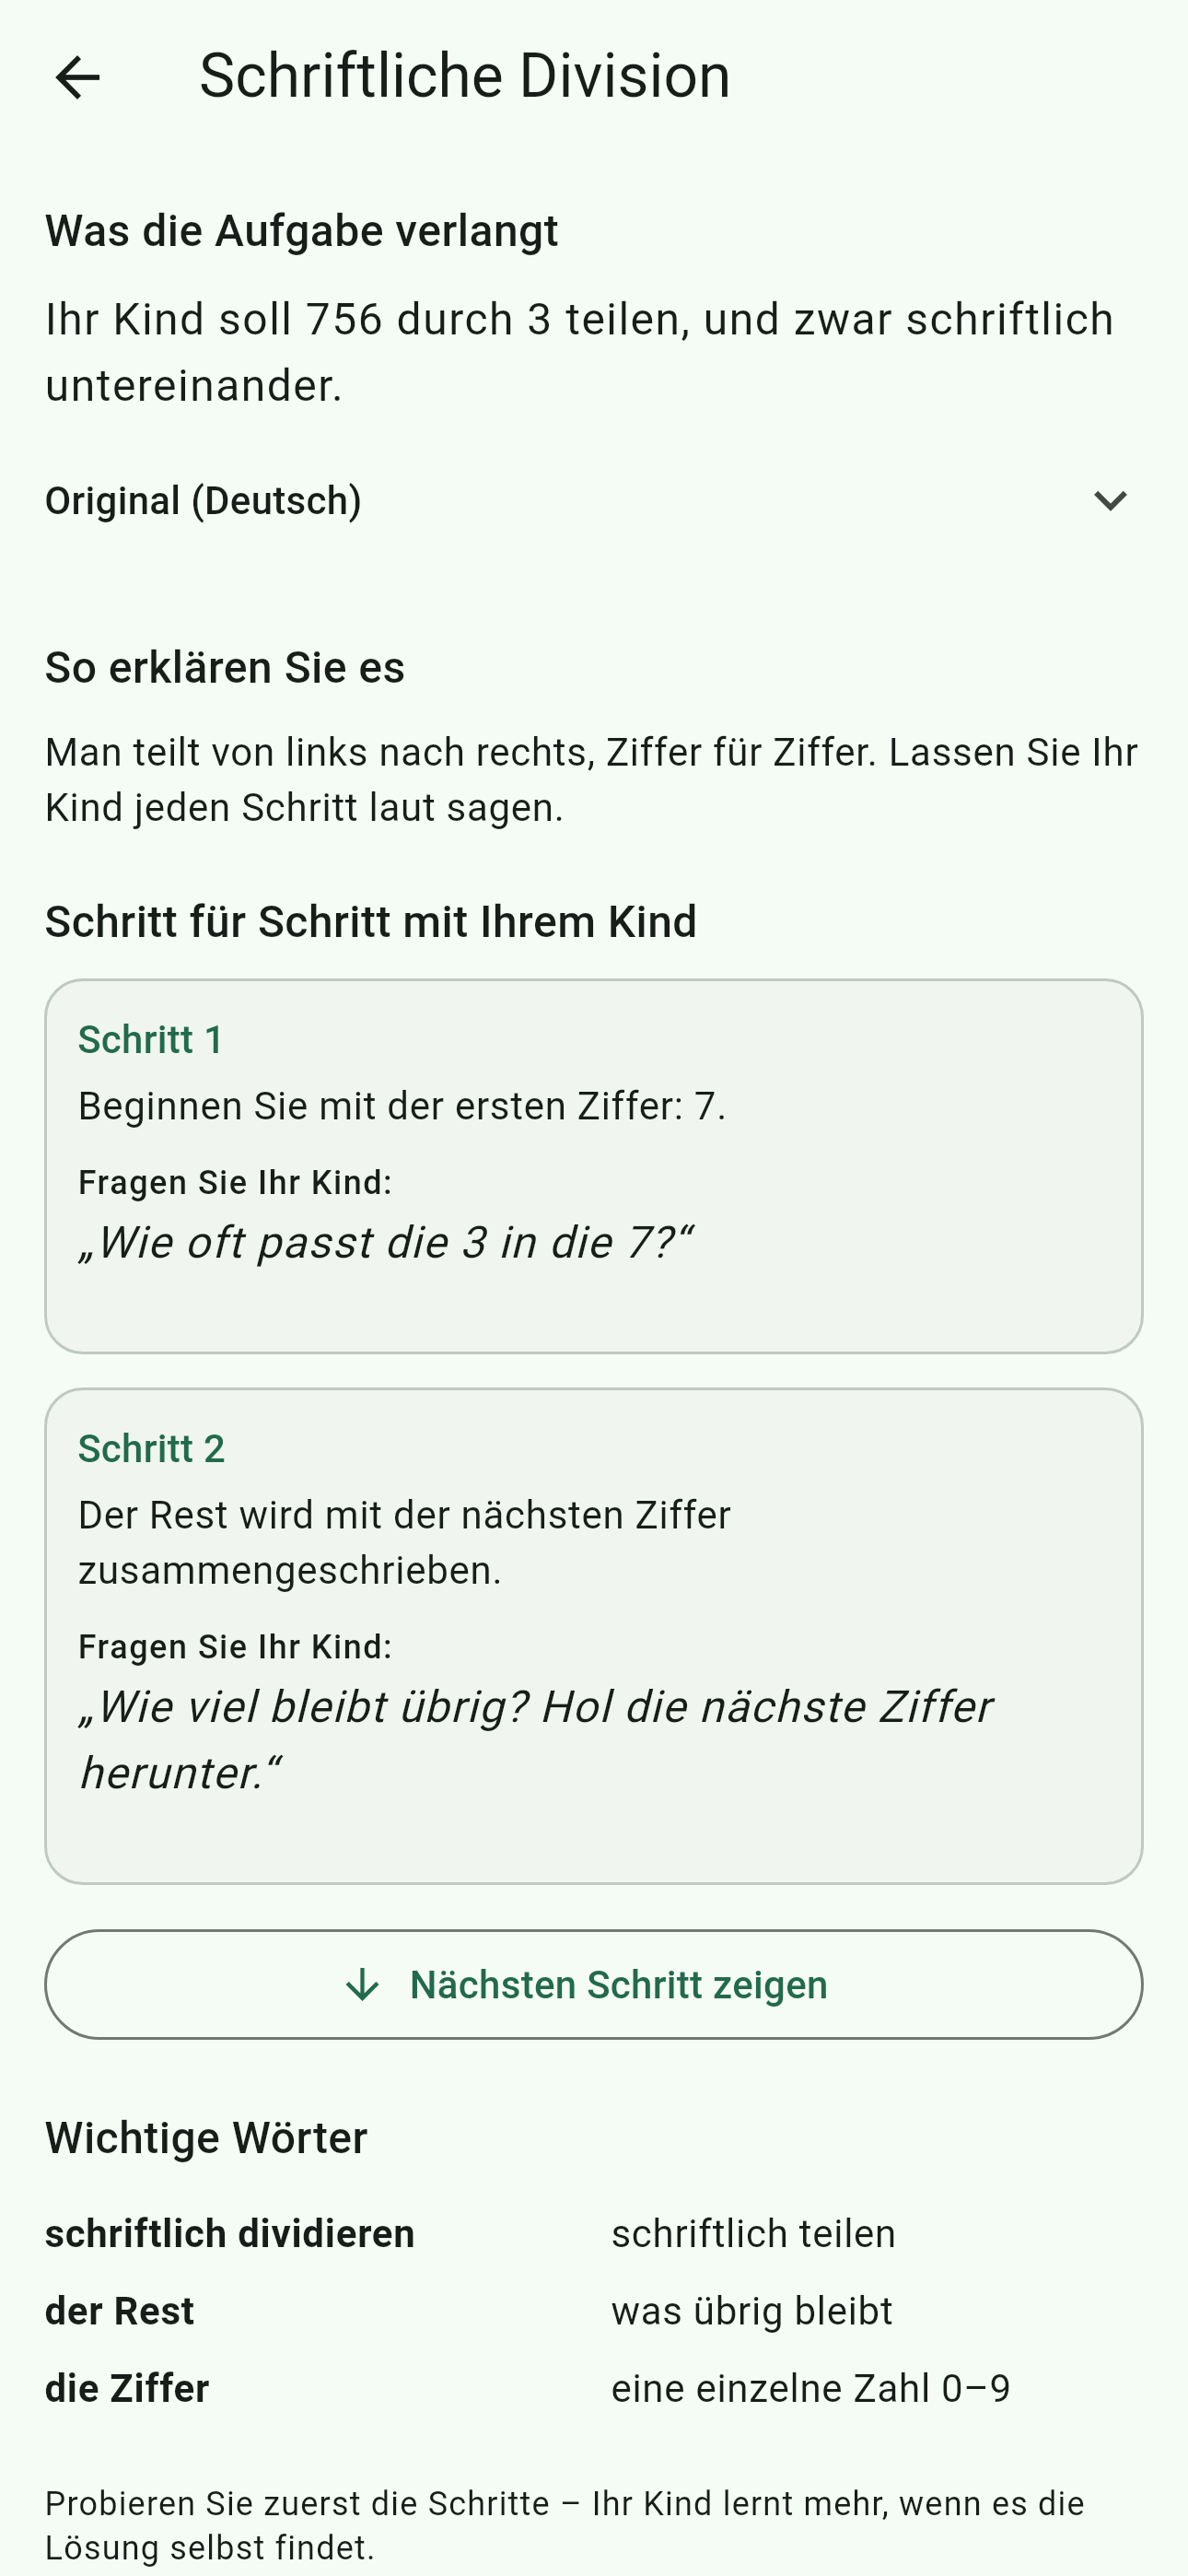 Schriftliche Division
Was die Aufgabe verlangt
Ihr Kind soll 756 durch 3 teilen, und zwar schriftlich
untereinander.
Original (Deutsch)
So erklären Sie es
Man teilt von links nach rechts, Ziffer für Ziffer. Lassen Sie Ihr
Kind jeden Schritt laut sagen.
Schritt für Schritt mit Ihrem Kind
Schritt 1
Beginnen Sie mit der ersten Ziffer: 7.
Fragen Sie Ihr Kind:
„Wie oft passt die 3 in die 7?“
Schritt 2
Der Rest wird mit der nächsten Ziffer
zusammengeschrieben.
Fragen Sie Ihr Kind:
„Wie viel bleibt übrig? Hol die nächste Ziffer
herunter.“
Nächsten Schritt zeigen
Wichtige Wörter
schriftlich dividieren schriftlich teilen
der Rest was übrig bleibt
die Ziffer eine einzelne Zahl 0–9
Probieren Sie zuerst die Schritte – Ihr Kind lernt mehr, wenn es die
Lösung selbst findet.